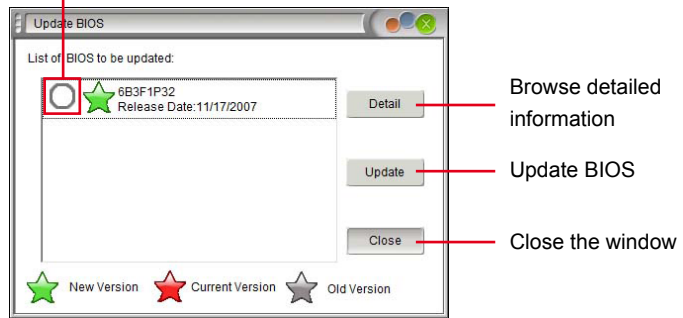 Update BIOS
List of BIOS to be updated:
6B3F1P32
Release Date:11/17/2007
Detail
Update
Close
New Version
Current Version
Old Version
Browse detailed
information
Update BIOS
Close the window